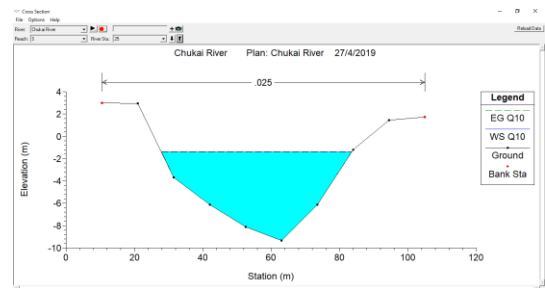 Cross Section
File Options Help
River: Chukai River
Reach: 0 River Sta.: 25
Reload Data
Chukai River Plan: Chukai River 27/4/2019
.025
4
2
0
-2
-4
-6
-8
-10
Elevation (m)
0 20 40 60 80 100 120
Station (m)
Legend
EG Q10
WS Q10
Ground
Bank Sta